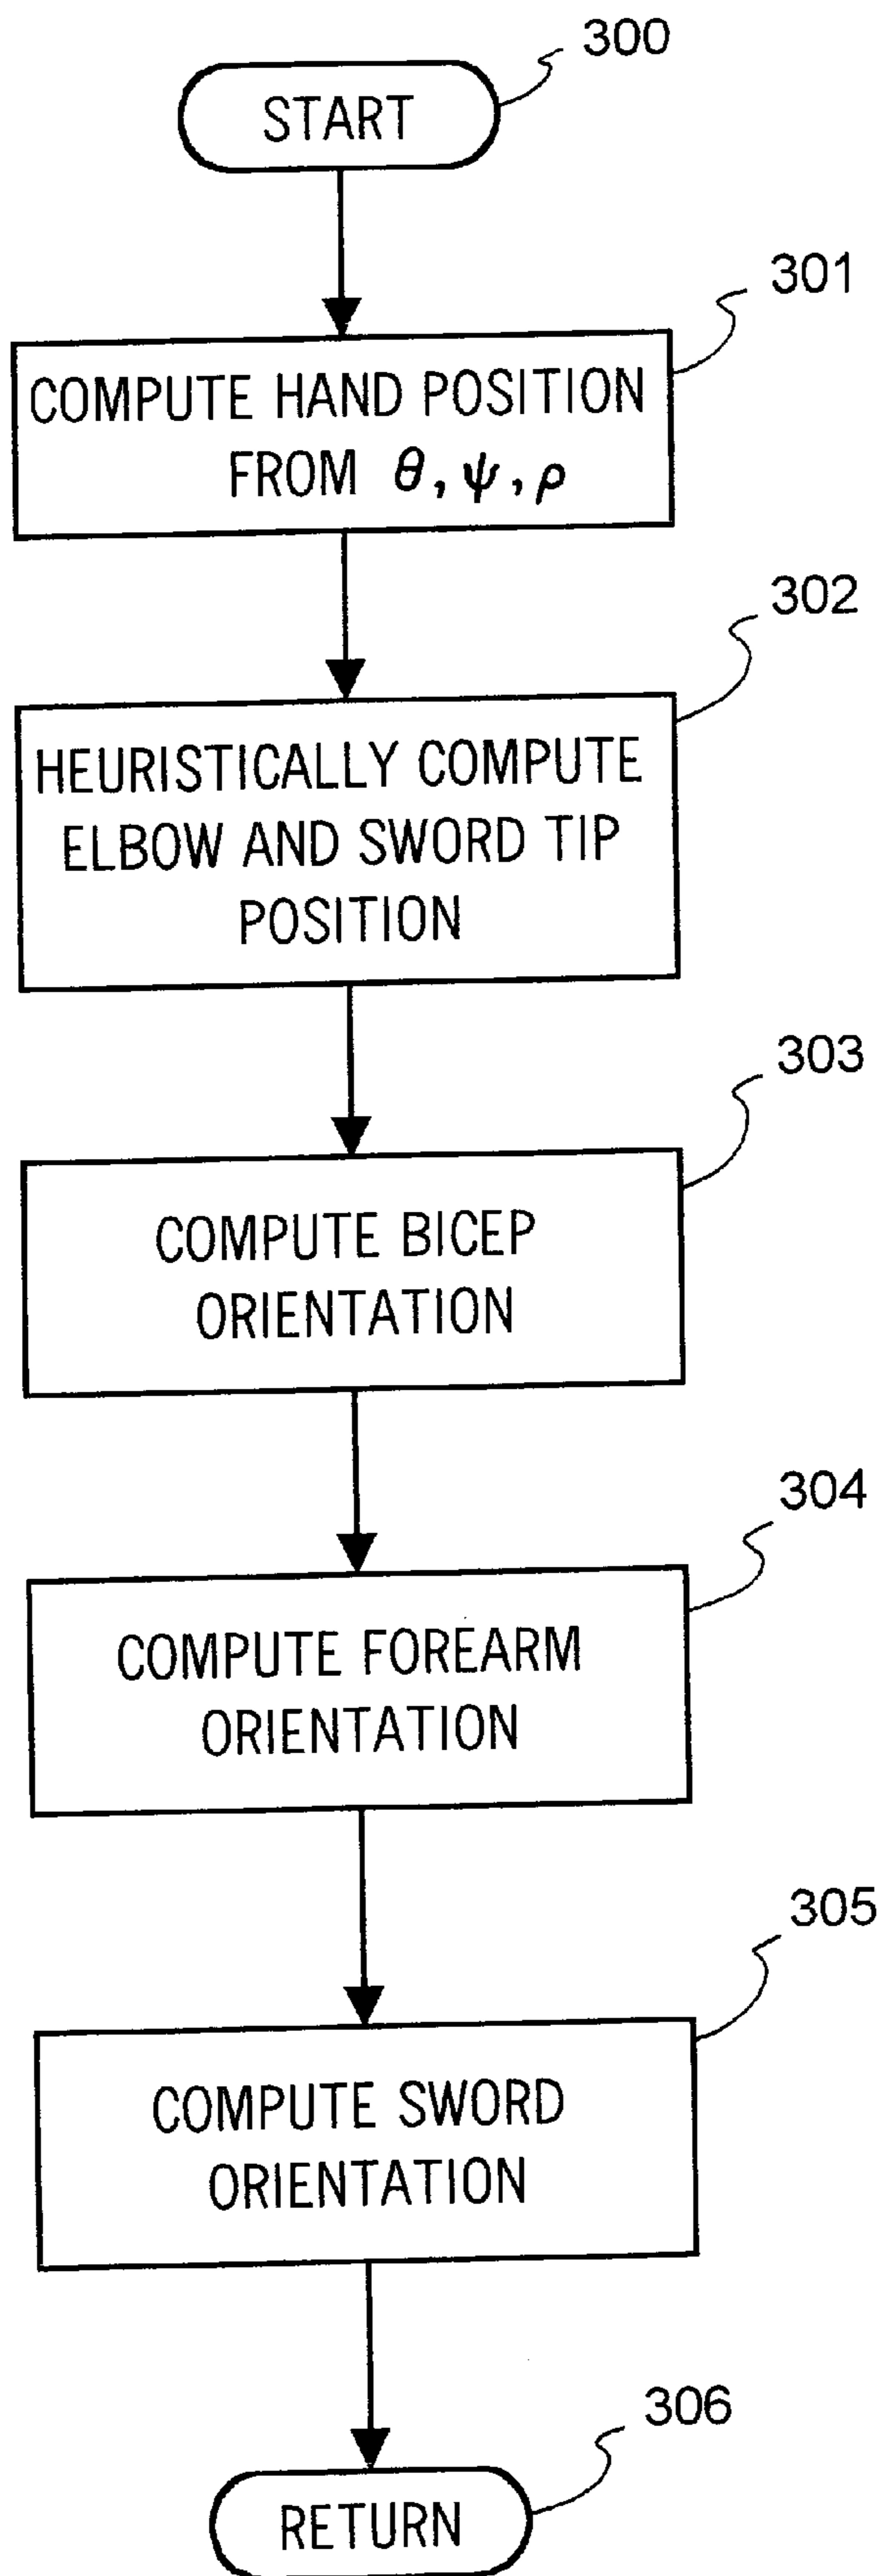 300
START
301
COMPUTE HAND POSITION
FROM θ, ψ, ρ
302
HEURISTICALLY COMPUTE
ELBOW AND SWORD TIP
POSITION
303
COMPUTE BICEP
ORIENTATION
304
COMPUTE FOREARM
ORIENTATION
305
COMPUTE SWORD
ORIENTATION
306
RETURN